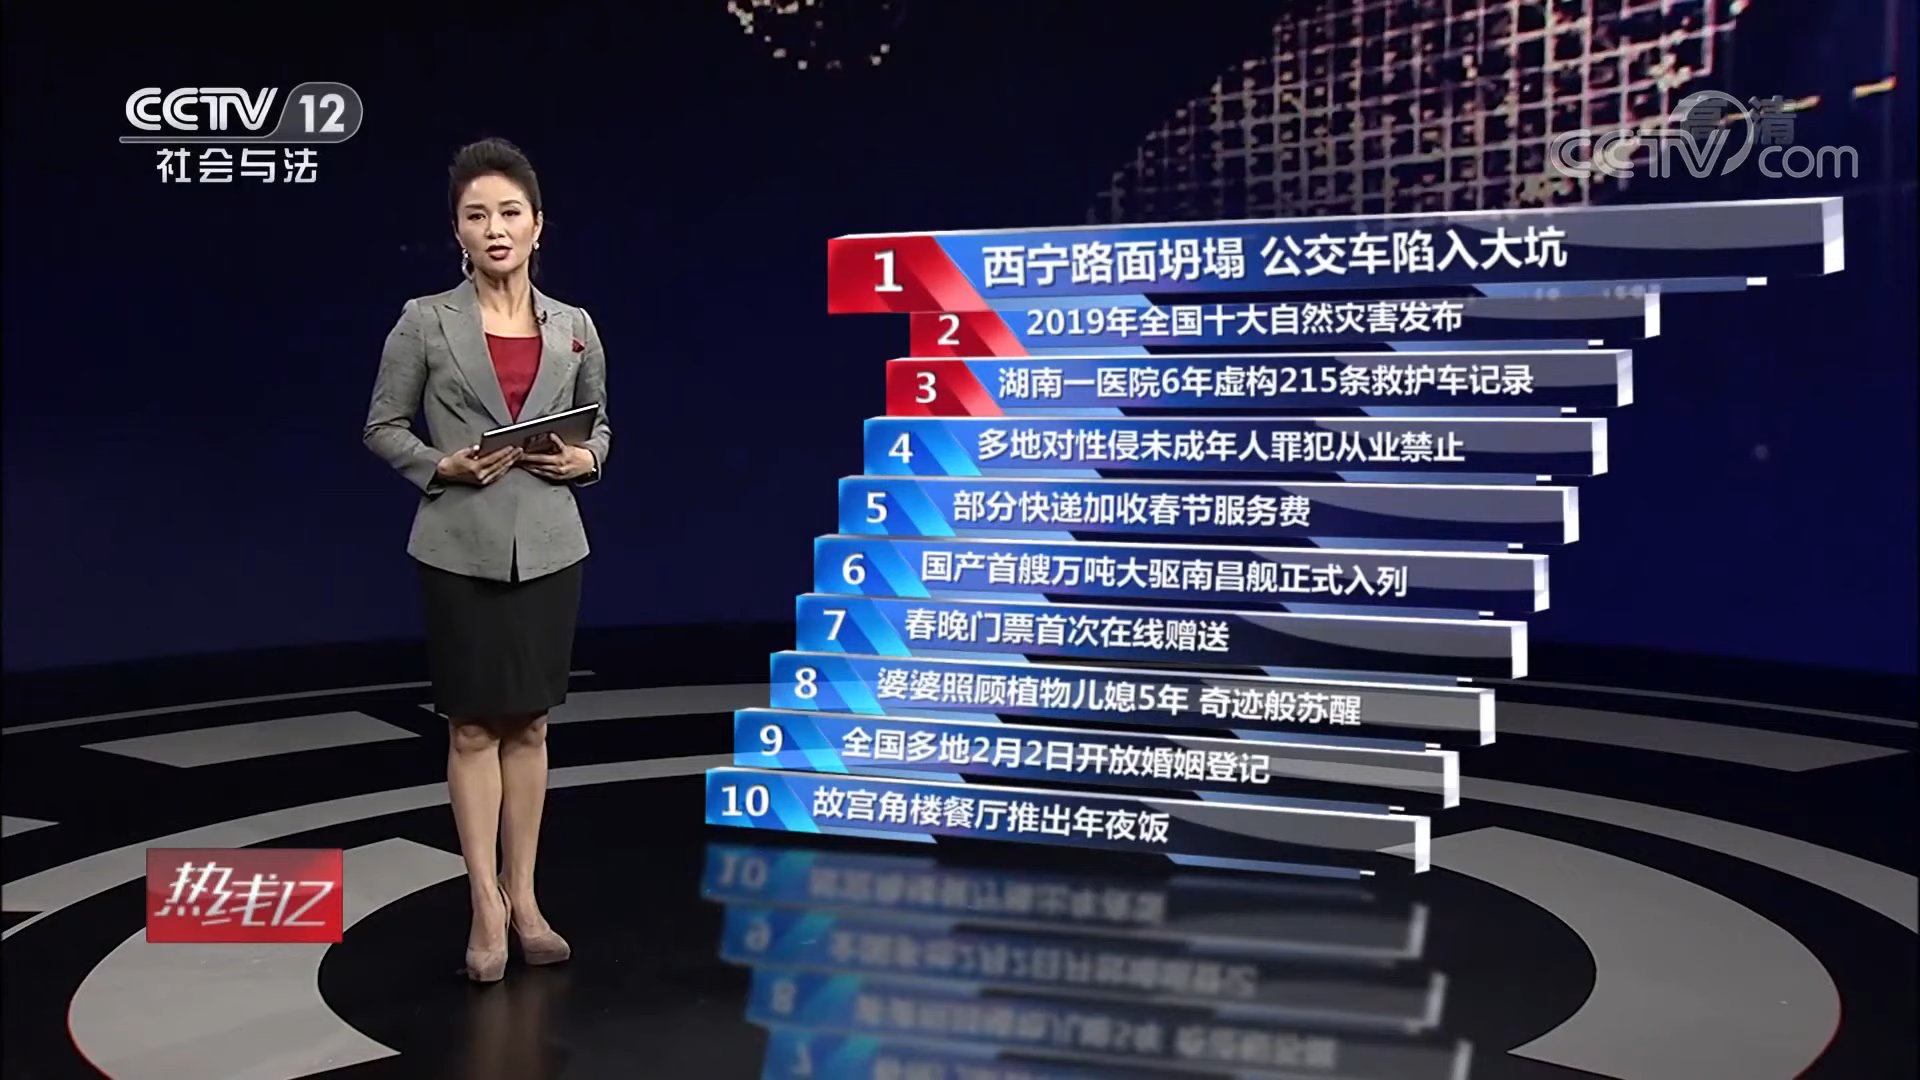 CCTV 12
社会与法
高清
CCTV com
1 西宁路面坍塌 公交车陷入大坑
2 2019年全国十大自然灾害发布
3 湖南一医院6年虚构215条救护车记录
4 多地对性侵未成年人罪犯从业禁止
5 部分快递加收春节服务费
6 国产首艘万吨大驱南昌舰正式入列
7 春晚门票首次在线赠送
8 婆婆照顾植物儿媳5年 奇迹般苏醒
9 全国多地2月2日开放婚姻登记
10 故宫角楼餐厅推出年夜饭
热线12